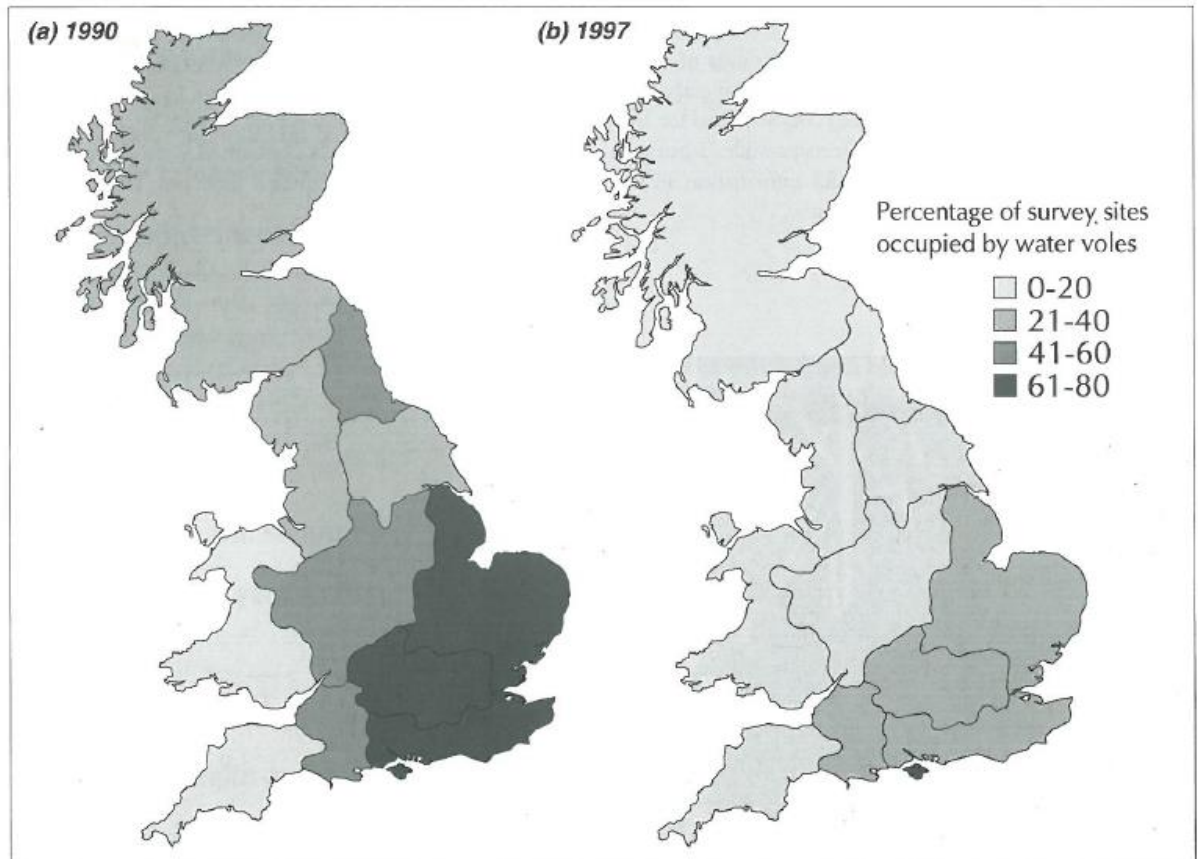 (a) 1990
(b) 1997
Percentage of survey sites
occupied by water voles
0-20
21-40
41-60
61-80